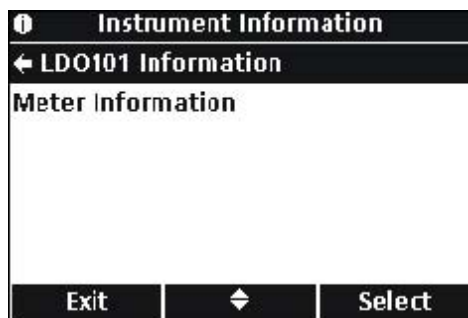 Instrument Information
← LDO101 Information
Meter Information
Exit
Select